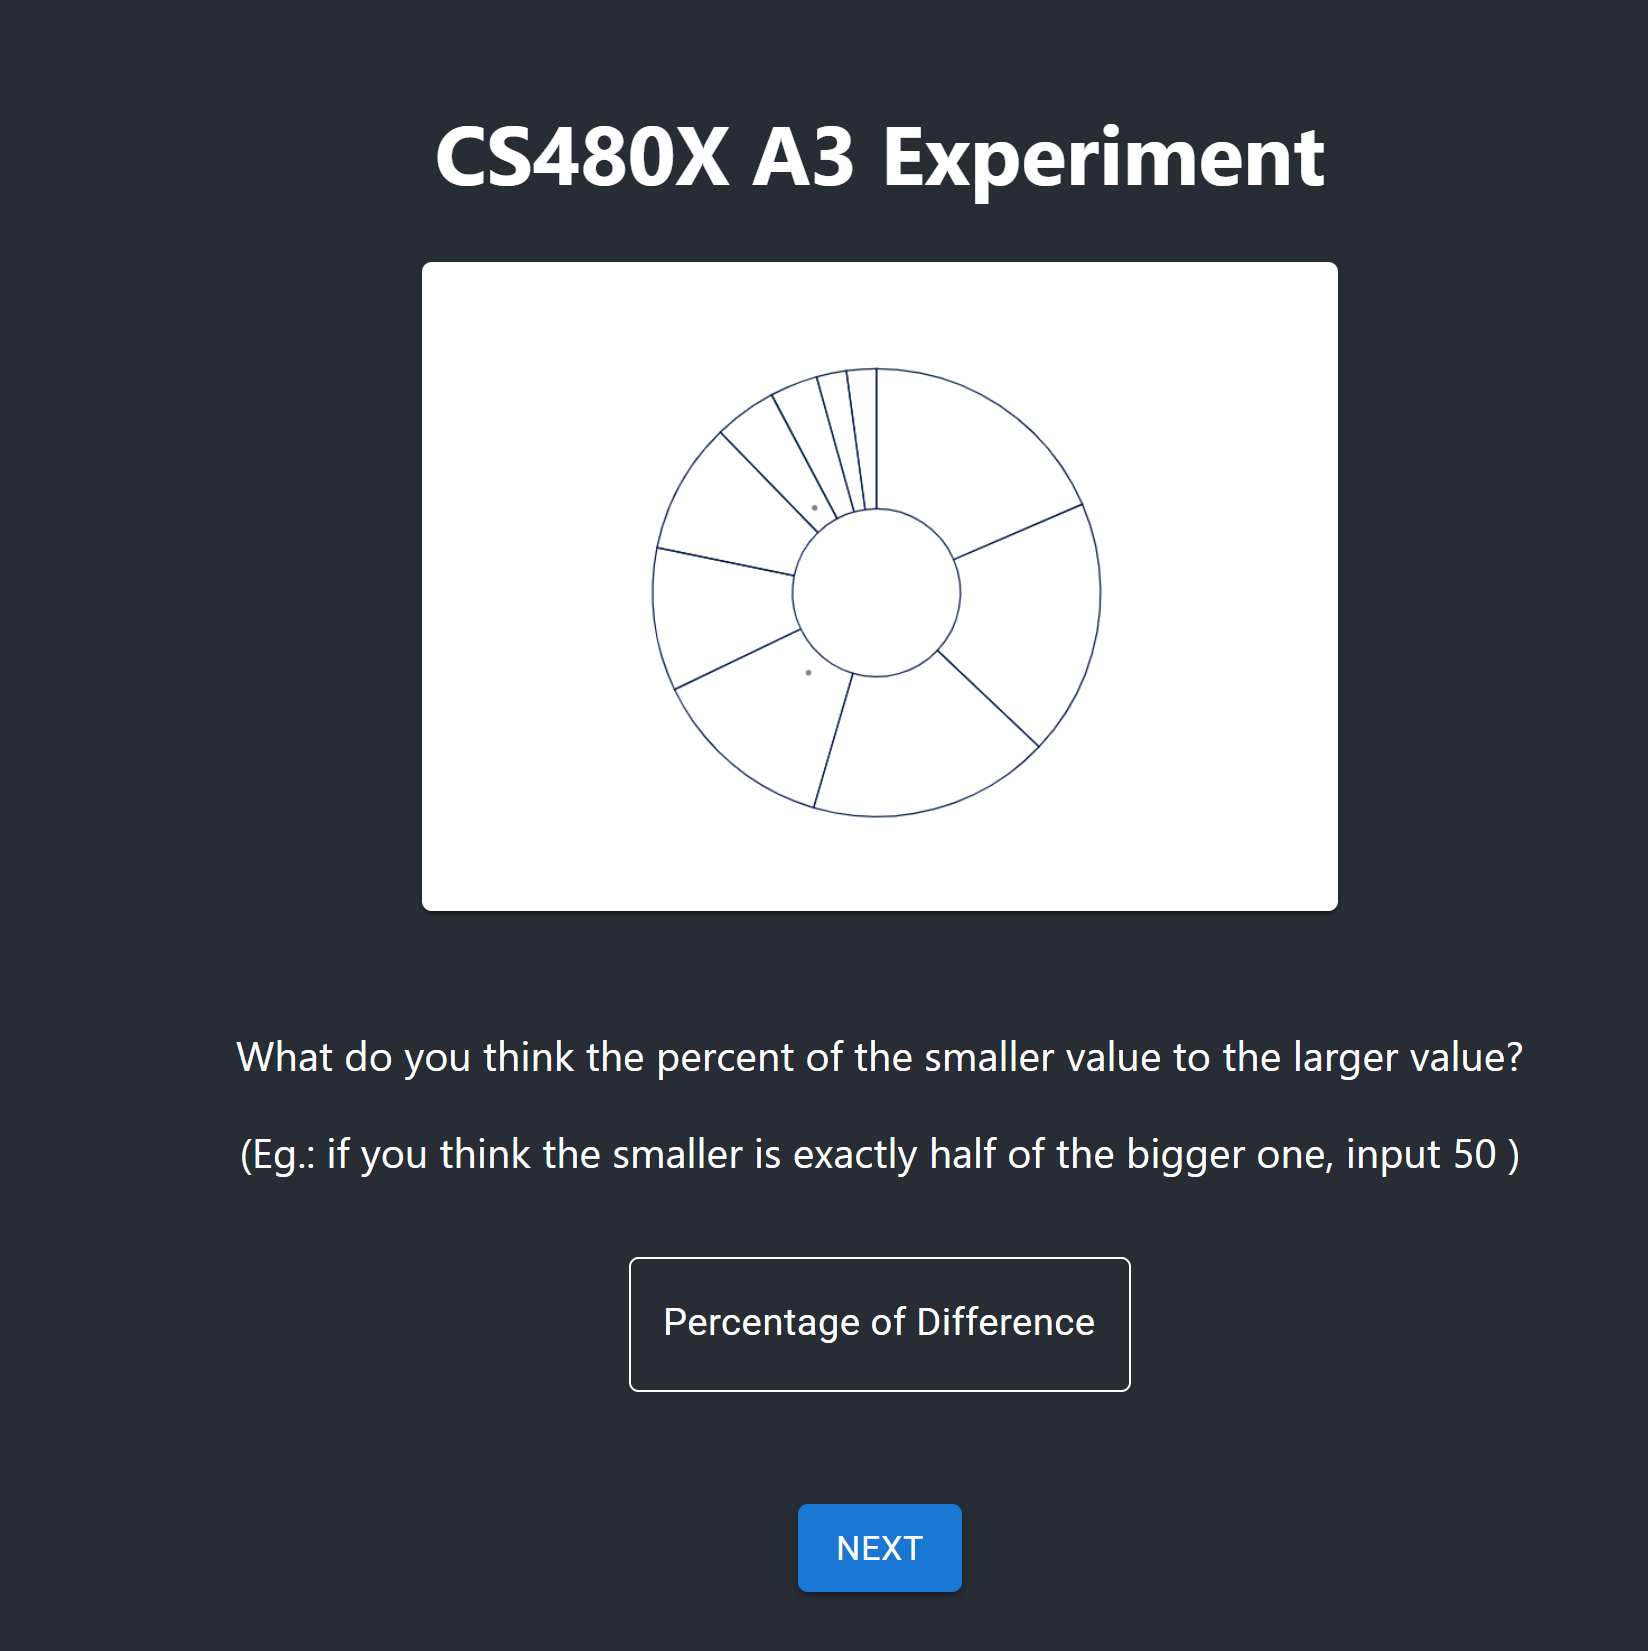 CS480X A3 Experiment
What do you think the percent of the smaller value to the larger value?
(Eg.: if you think the smaller is exactly half of the bigger one, input 50 )
Percentage of Difference
NEXT